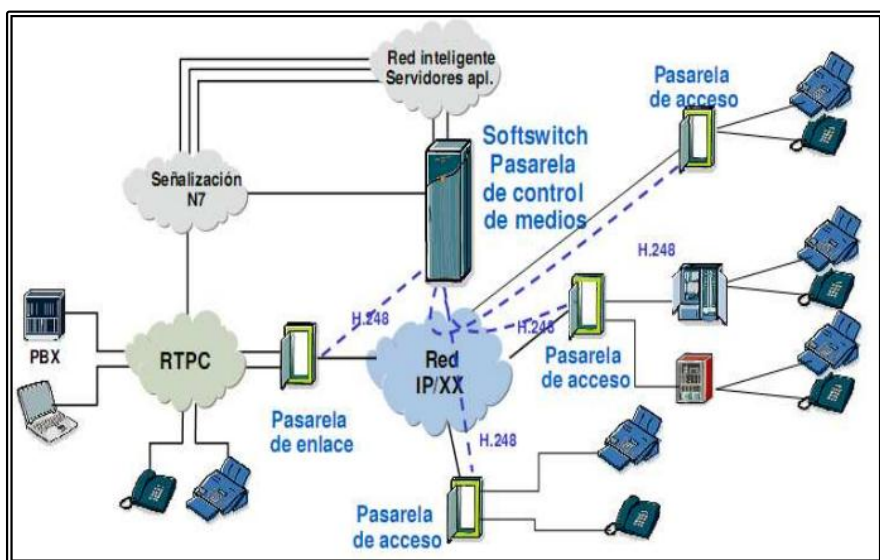 Red inteligente
Servidores apl.
Pasarela
de acceso
Softswitch
Pasarela
de control
de medios
Señalización
N7
H.248
H.248
H.248
PBX
RTPC
Red
IP/XX
Pasarela
de acceso
Pasarela
de enlace
H.248
Pasarela
de acceso